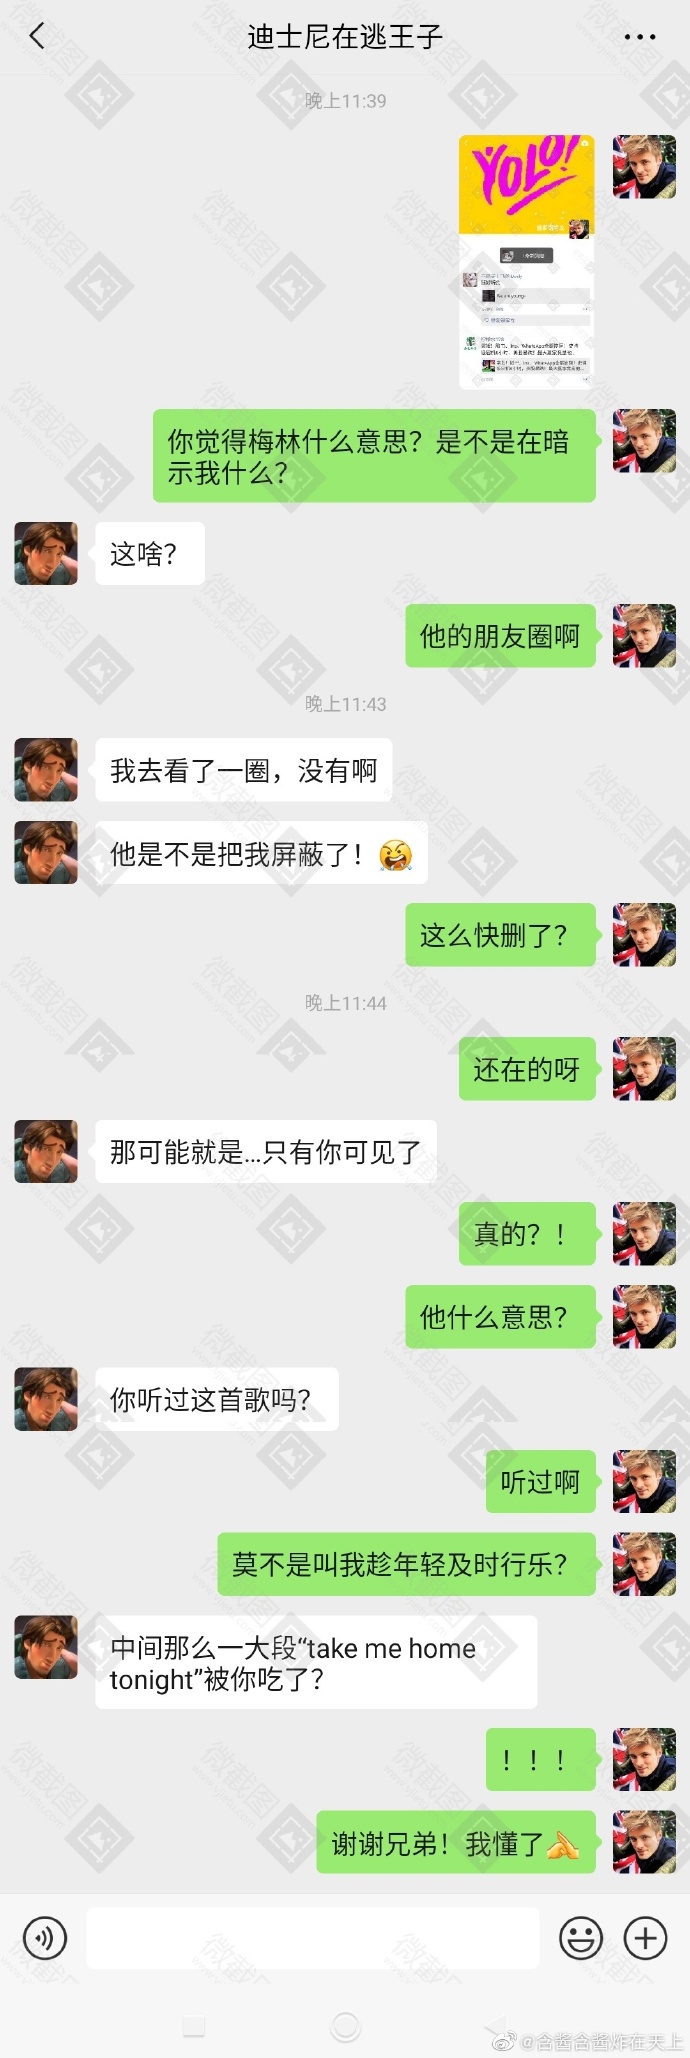 迪士尼在逃王子
晚上11:39
YOLO!
你觉得梅林什么意思？是不是在暗
示我什么？
这啥？
他的朋友圈啊
晚上11:43
我去看了一圈，没有啊
他是不是把我屏蔽了！
这么快删了？
晚上11:44
还在的呀
那可能就是...只有你可见了
真的？！
他什么意思？
你听过这首歌吗？
听过啊
莫不是叫我趁年轻及时行乐？
中间那么一大段“take me home
tonight”被你吃了？
！！！
谢谢兄弟！我懂了
微截图
@含酱含酱炸在天上